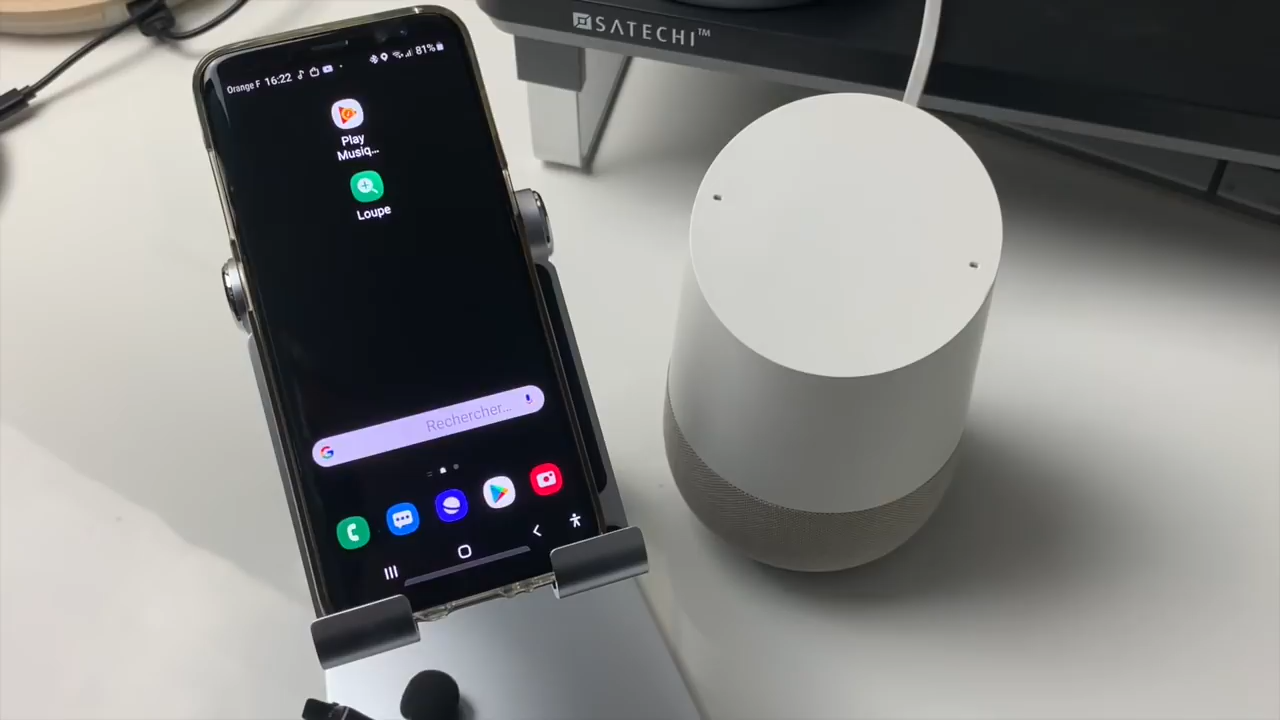 SATECHI™
Orange F 16:22 81%
Play
Musiq...
Loupe
Rechercher...